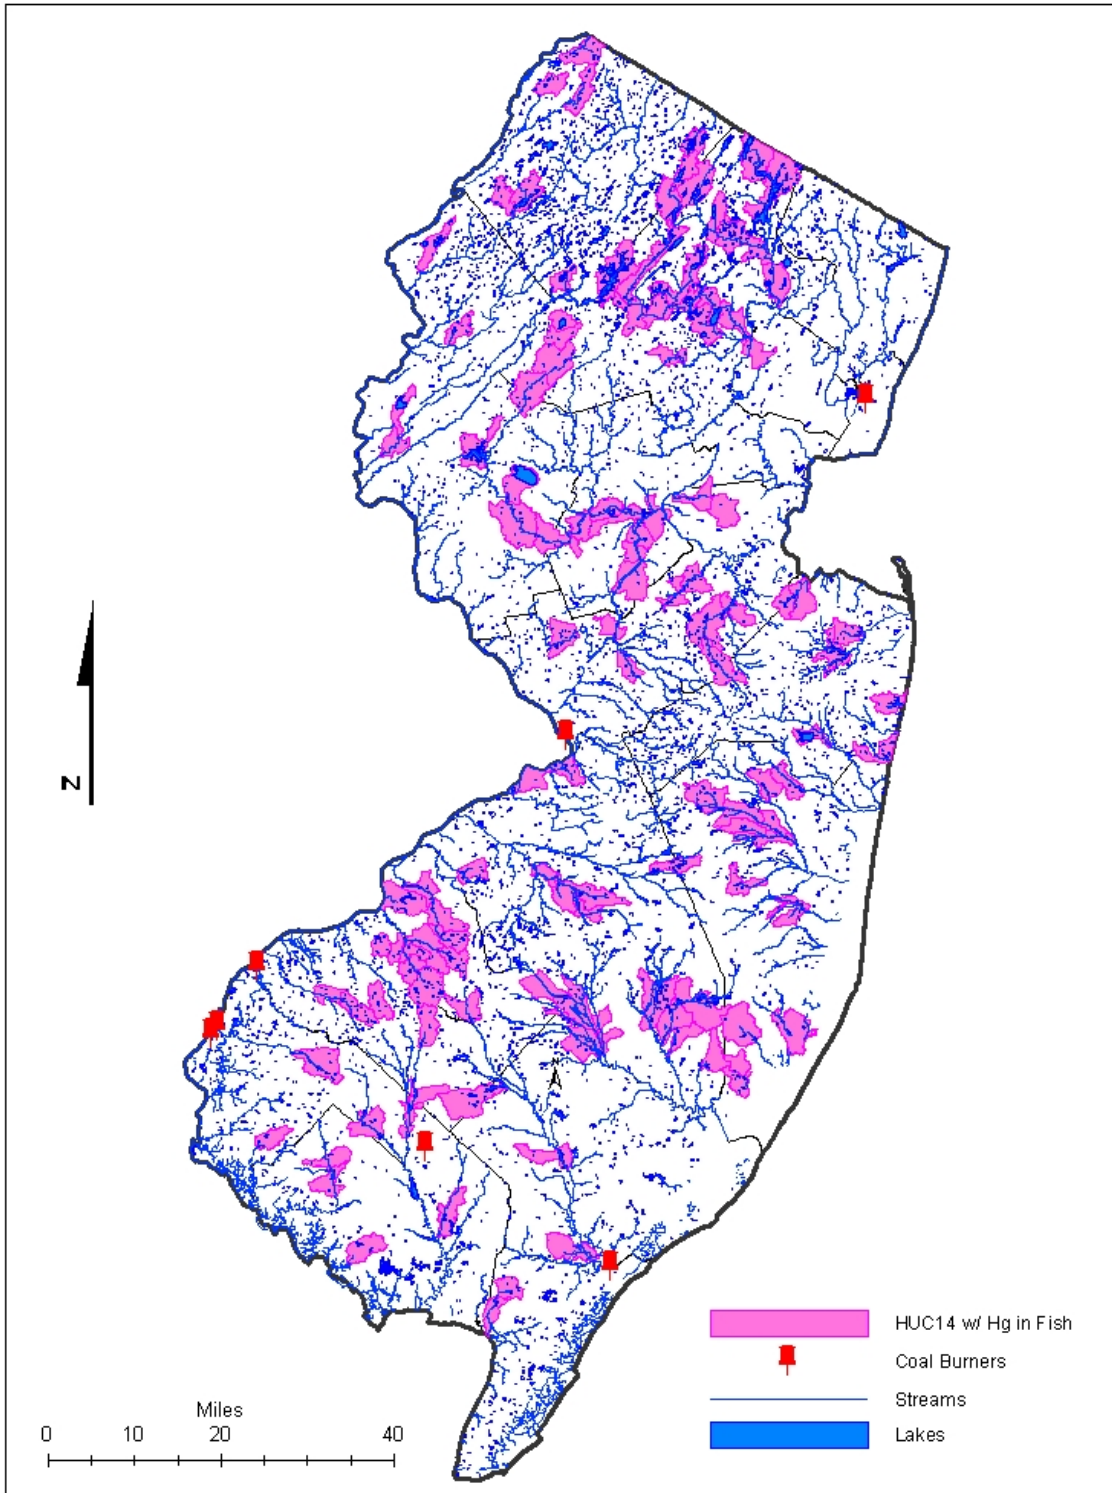 N
N
HUC14 w/ Hg in Fish
Coal Burners
Streams
Lakes
Miles
0 10 20 40